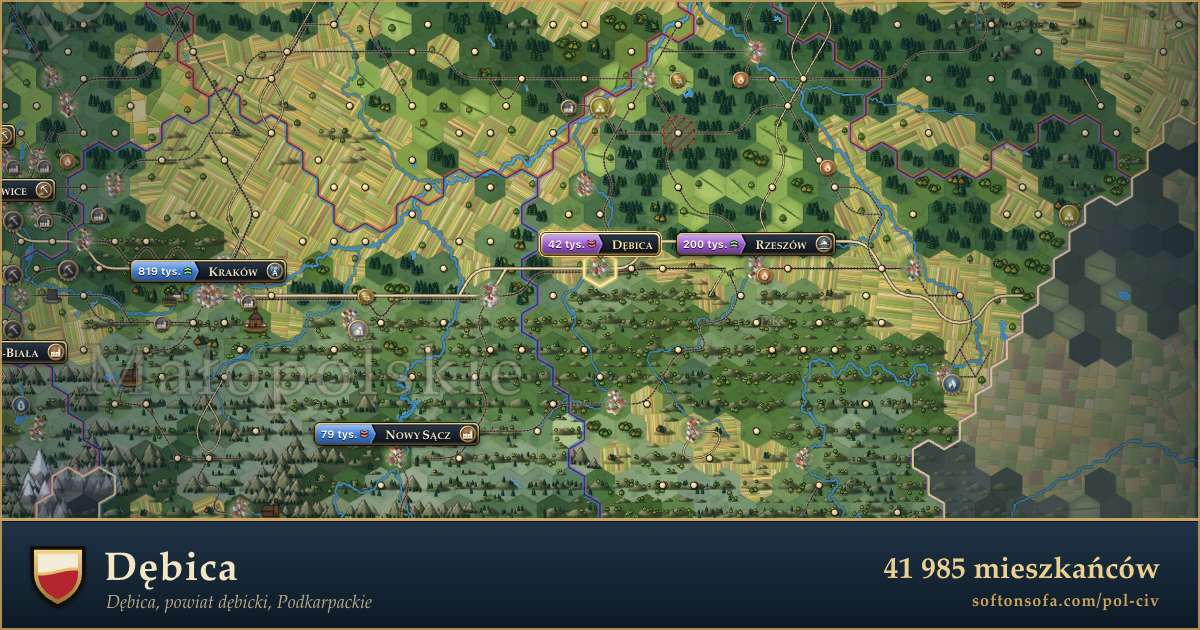 WICE
42 tys. DĘBICA
200 tys. RZESZÓW
819 tys. KRAKÓW
-BIAŁA
Małopolskie
79 tys. NOWY SĄCZ
Dębica
Dębica, powiat dębicki, Podkarpackie
41 985 mieszkańców
softonsofa.com/pol-civ